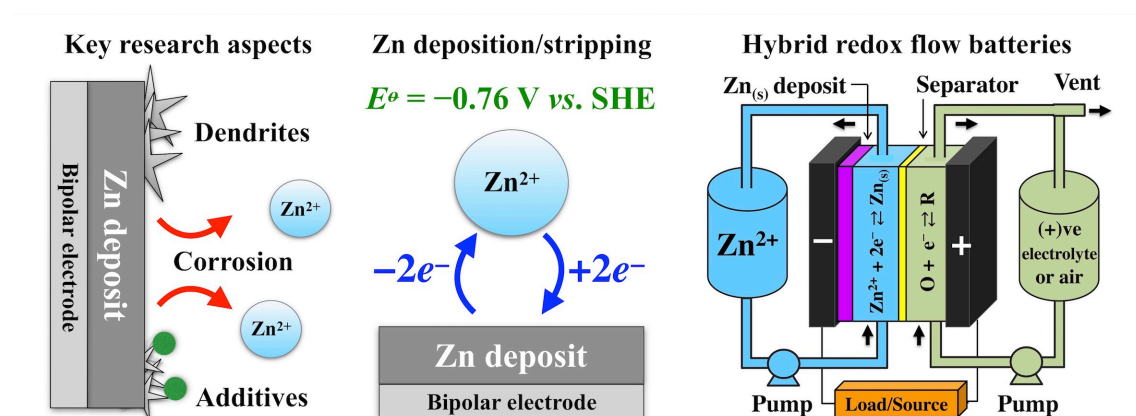 Key research aspects
Dendrites
Bipolar electrode
Zn deposit
Zn²⁺
Corrosion
Zn²⁺
Additives
Zn deposition/stripping
E⁰ = −0.76 V vs. SHE
Zn²⁺
−2e⁻
+2e⁻
Zn deposit
Bipolar electrode
Hybrid redox flow batteries
Zn₍ₛ₎ deposit
Separator
Vent
Zn²⁺
−
Zn²⁺ + 2e⁻ ⇄ Zn₍ₛ₎
O + e⁻ ⇄ R
+
(+)ve
electrolyte
or air
Pump
Load/Source
Pump